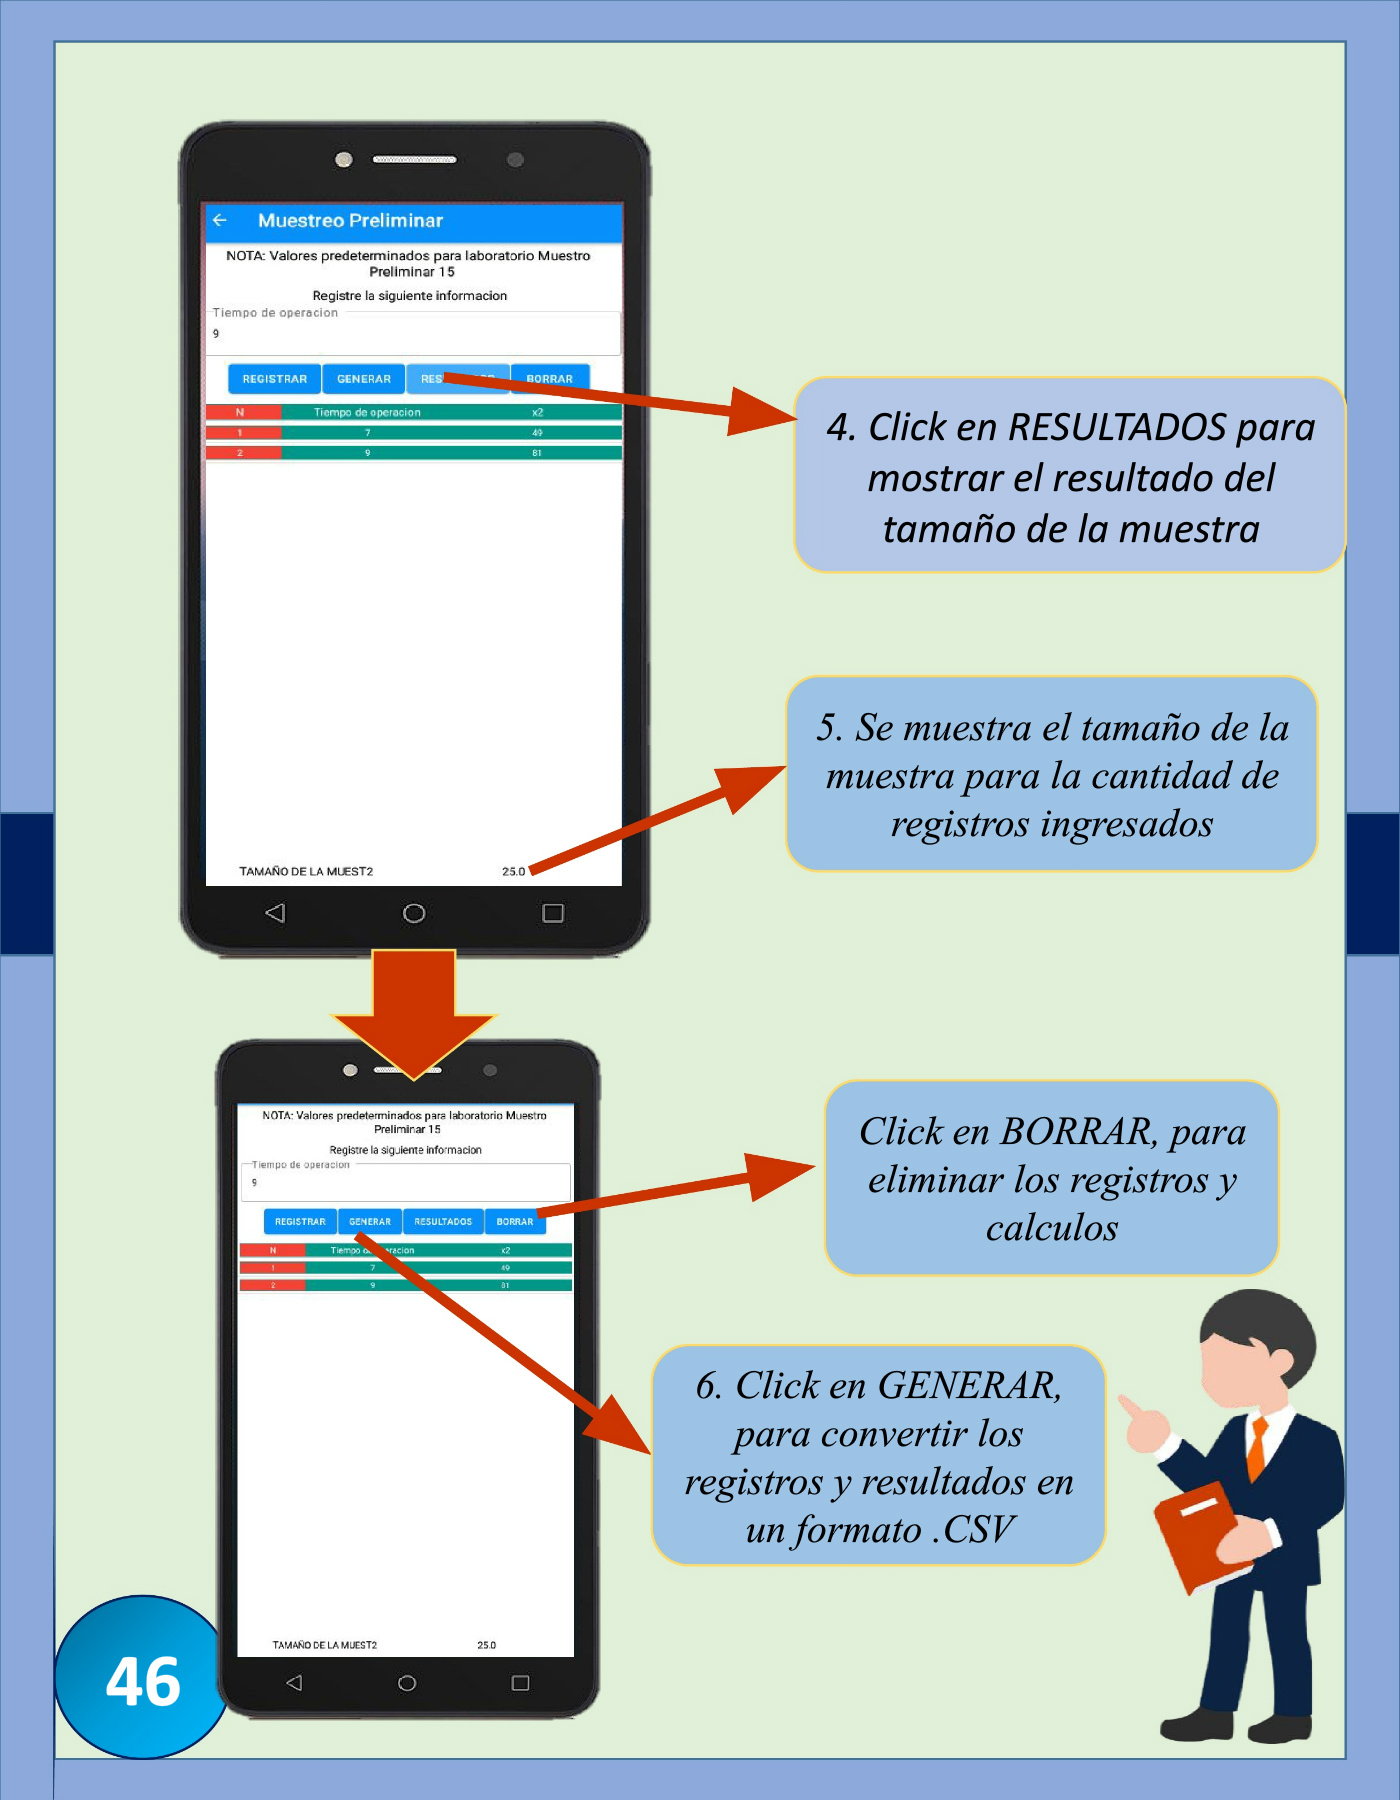 Muestreo Preliminar
NOTA: Valores predeterminados para laboratorio Muestro
Preliminar 15
Registre la siguiente informacion
Tiempo de operacion
9
REGISTRAR GENERAR BORRAR
N Tiempo de operacion x2
1 7 49
2 9 81
TAMAÑO DE LA MUEST2 25.0
4. Click en RESULTADOS para
mostrar el resultado del
tamaño de la muestra
5. Se muestra el tamaño de la
muestra para la cantidad de
registros ingresados
NOTA: Valores predeterminados para laboratorio Muestro
Preliminar 15
Registre la siguiente informacion
Tiempo de operacion
9
REGISTRAR GENERAR RESULTADOS BORRAR
N Tiempo de operacion x2
1 7 49
2 9 81
TAMAÑO DE LA MUEST2 25.0
Click en BORRAR, para
eliminar los registros y
calculos
6. Click en GENERAR,
para convertir los
registros y resultados en
un formato .CSV
46